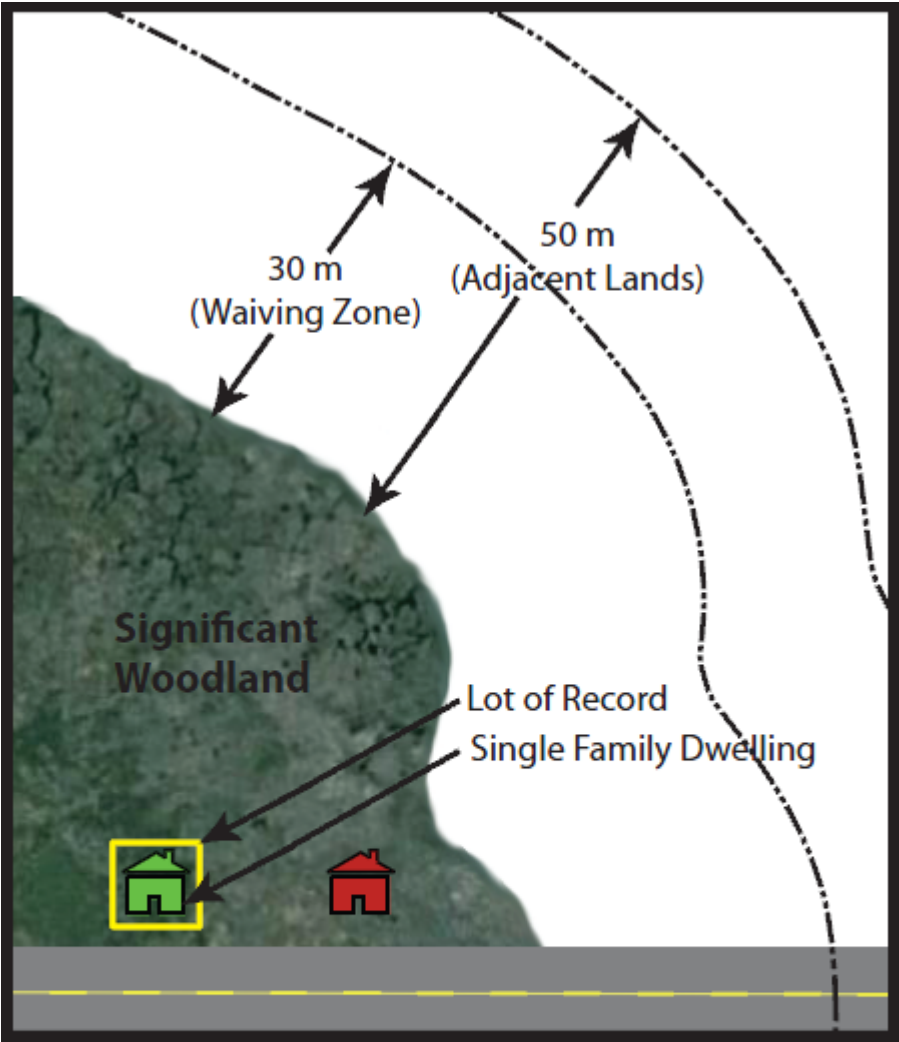 50 m
(Adjacent Lands)
30 m
(Waiving Zone)
Significant
Woodland
Lot of Record
Single Family Dwelling